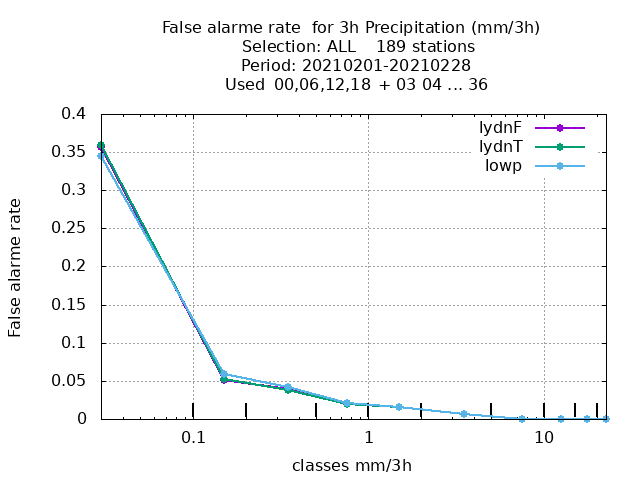 False alarme rate  for 3h Precipitation (mm/3h)
Selection: ALL    189 stations
Period: 20210201-20210228
Used  00,06,12,18  + 03 04 ... 36
lydnF
lydnT
lowp
0.4
0.35
0.3
0.25
0.2
0.15
0.1
0.05
0
False alarme rate
0.1 1 10
classes mm/3h